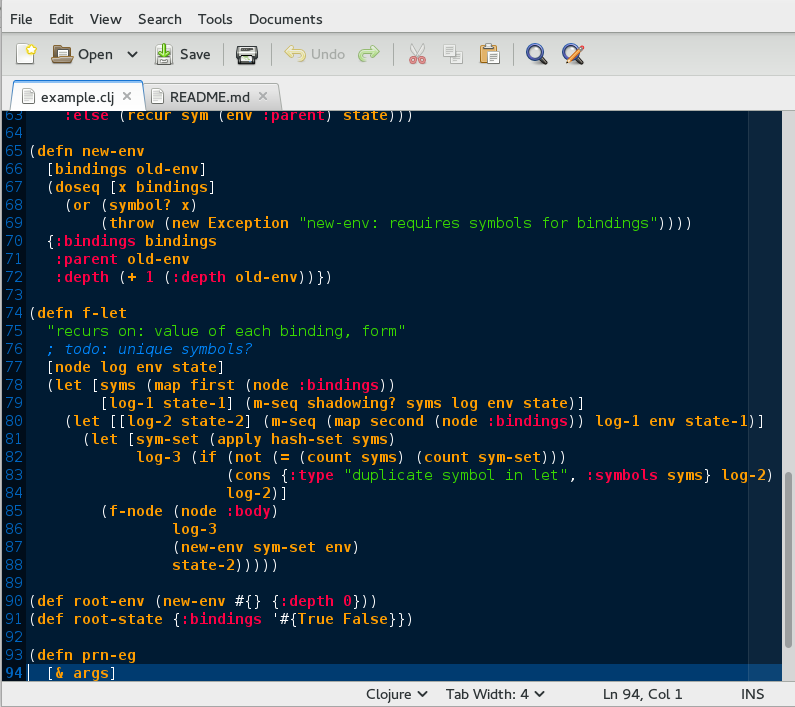 File Edit View Search Tools Documents
Open Save Undo
example.clj × README.md ×
63     :else (recur sym (env :parent) state)))
64
65 (defn new-env
66   [bindings old-env]
67   (doseq [x bindings]
68     (or (symbol? x)
69         (throw (new Exception "new-env: requires symbols for bindings"))))
70   {:bindings bindings
71    :parent old-env
72    :depth (+ 1 (:depth old-env))})
73
74 (defn f-let
75   "recurs on: value of each binding, form"
76   ; todo: unique symbols?
77   [node log env state]
78   (let [syms (map first (node :bindings))
79         [log-1 state-1] (m-seq shadowing? syms log env state)]
80     (let [[log-2 state-2] (m-seq (map second (node :bindings)) log-1 env state-1)]
81       (let [sym-set (apply hash-set syms)
82             log-3 (if (not (= (count syms) (count sym-set)))
83                       (cons {:type "duplicate symbol in let", :symbols syms} log-2)
84                       log-2)]
85         (f-node (node :body)
86                 log-3
87                 (new-env sym-set env)
88                 state-2)))))
89
90 (def root-env (new-env #{} {:depth 0}))
91 (def root-state {:bindings '#{True False}})
92
93 (defn prn-eg
94   [& args]
Clojure Tab Width: 4 Ln 94, Col 1 INS